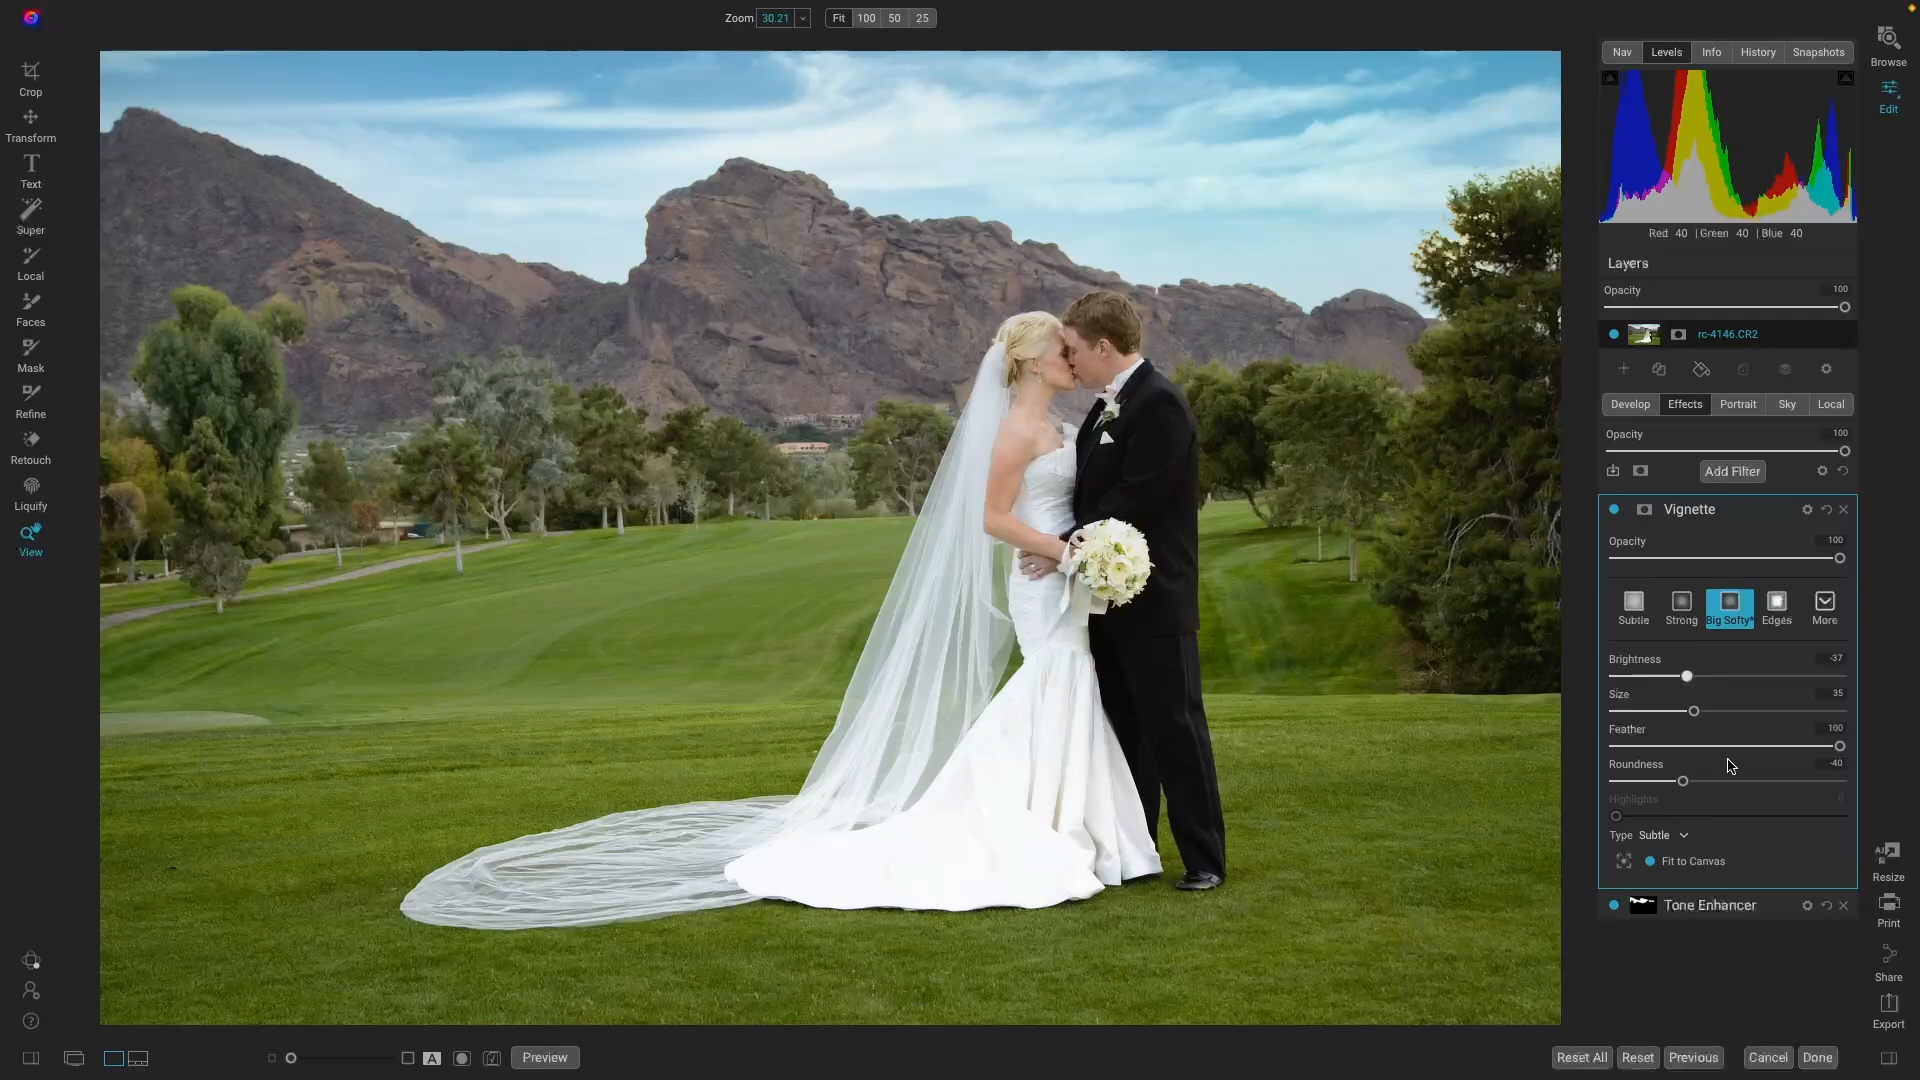 Zoom 30.21 Fit 100 50 25
Crop
Transform
Text
Super
Local
Faces
Mask
Refine
Retouch
Liquify
View
Nav Levels Info History Snapshots
Red 40 | Green 40 | Blue 40
Layers
Opacity 100
rc-4146.CR2
Develop Effects Portrait Sky Local
Opacity 100
Add Filter
Vignette
Opacity 100
Subtle Strong Big Softy* Edges More
Brightness -37
Size 35
Feather 100
Roundness -40
Highlights 0
Type Subtle
Fit to Canvas
Tone Enhancer
Browse
Edit
AI
Resize
Print
Share
Export
A
Preview
Reset All Reset Previous Cancel Done